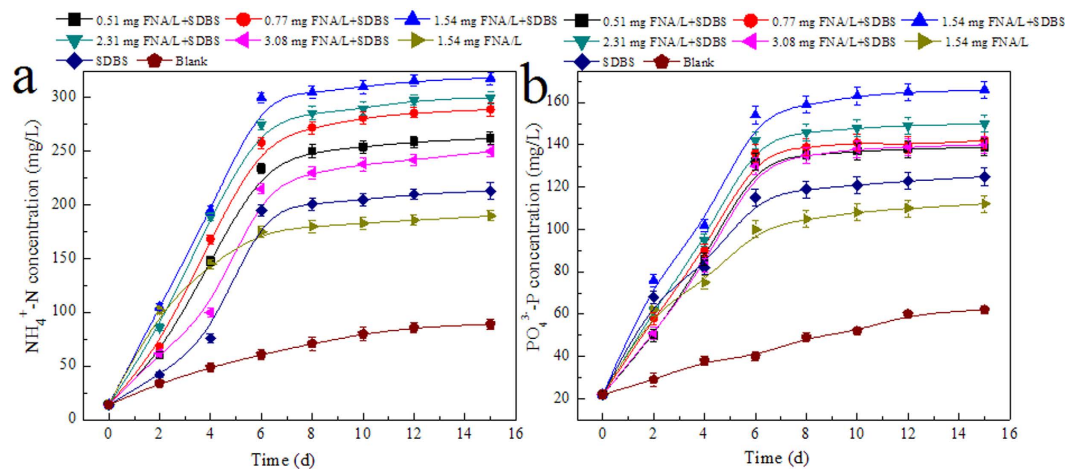 0.51 mg FNA/L+SDBS 0.77 mg FNA/L+SDBS 1.54 mg FNA/L+SDBS
2.31 mg FNA/L+SDBS 3.08 mg FNA/L+SDBS 1.54 mg FNA/L
SDBS Blank
a
NH₄⁺-N concentration (mg/L)
300
250
200
150
100
50
0
0 2 4 6 8 10 12 14 16
Time (d)
0.51 mg FNA/L+SDBS 0.77 mg FNA/L+SDBS 1.54 mg FNA/L+SDBS
2.31 mg FNA/L+SDBS 3.08 mg FNA/L+SDBS 1.54 mg FNA/L
SDBS Blank
b
PO₄³⁻-P concentration (mg/L)
160
140
120
100
80
60
40
20
0 2 4 6 8 10 12 14 16
Time (d)